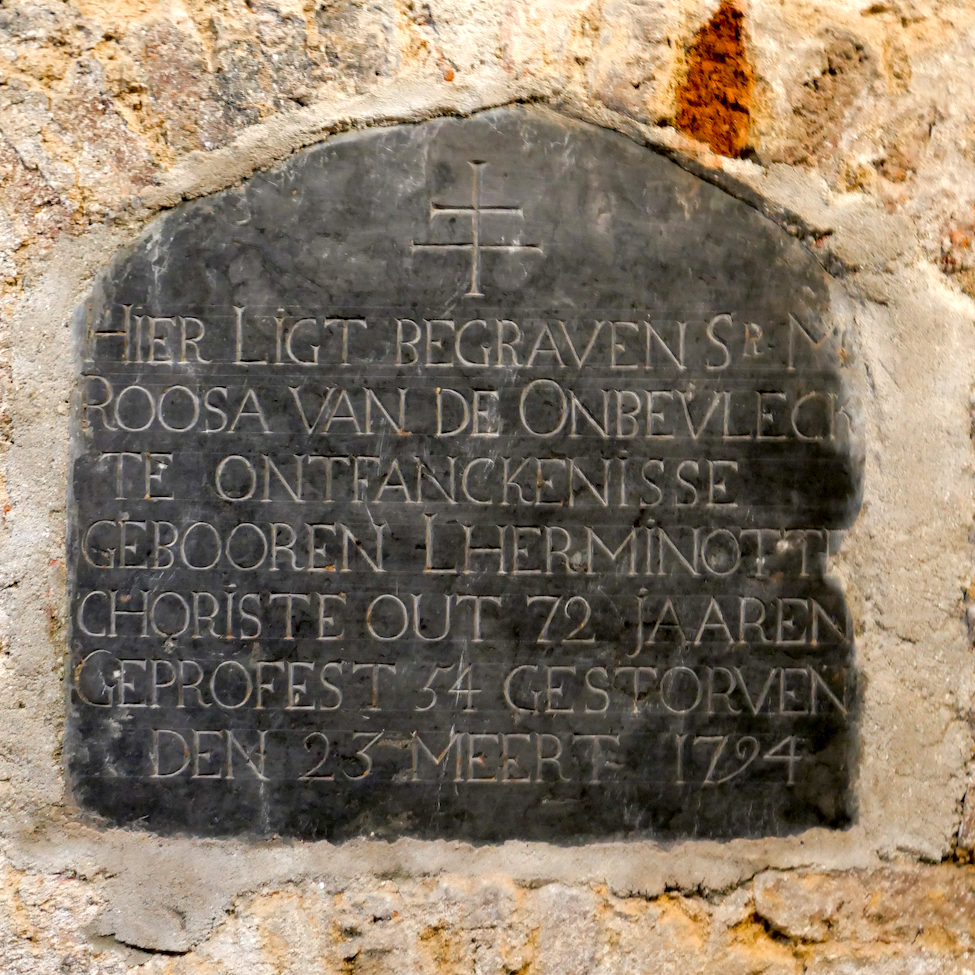 HIER LIGT BEGRAVEN SR M
ROOSA VAN DE ONBEVLECK
TE ONTFANCKENISSE
GEBOOREN LHERMINOTTE
CHORISTE OUT 72 JAAREN
GEPROFEST 54 GESTORVEN
DEN 23 MEERT 1794